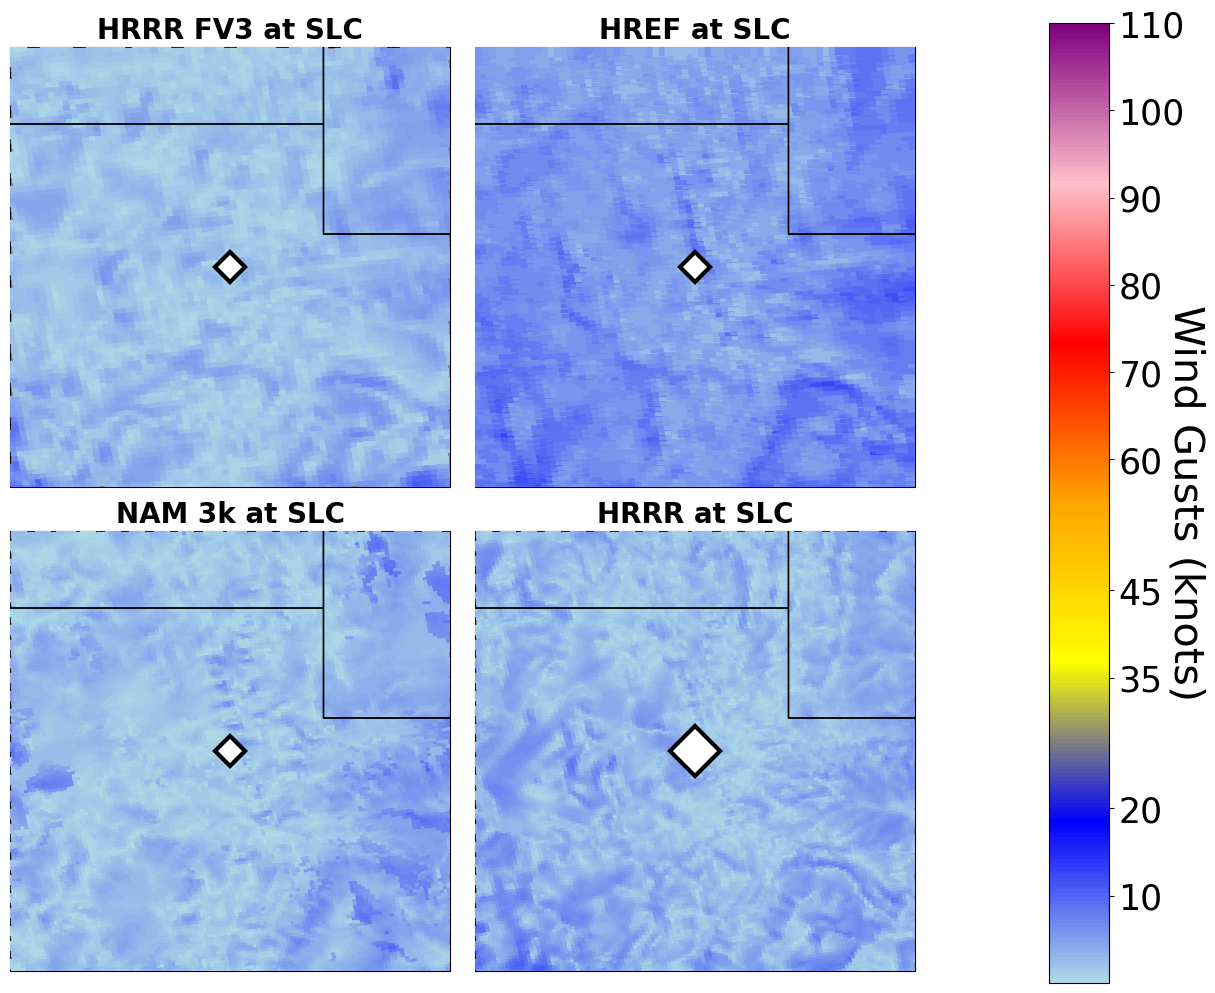 HRRR FV3 at SLC
HREF at SLC
NAM 3k at SLC
HRRR at SLC
110
100
90
80
70
60
45
35
20
10
Wind Gusts (knots)